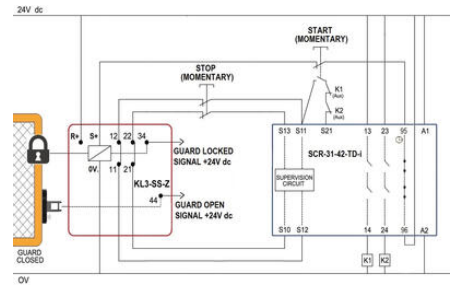 24V dc
START
(MOMENTARY)
STOP
(MOMENTARY)
K1
(Aux)
K2
(Aux)
R+ S+ 12 22 34
GUARD LOCKED
SIGNAL +24V dc
0V.
11 21
KL3-SS-Z
44
GUARD OPEN
SIGNAL +24V dc
S13 S11 S21 13 23 95 A1
SCR-31-42-TD-i
SUPERVISION
CIRCUIT
S10 S12 14 24 96 A2
K1 K2
GUARD
CLOSED
OV